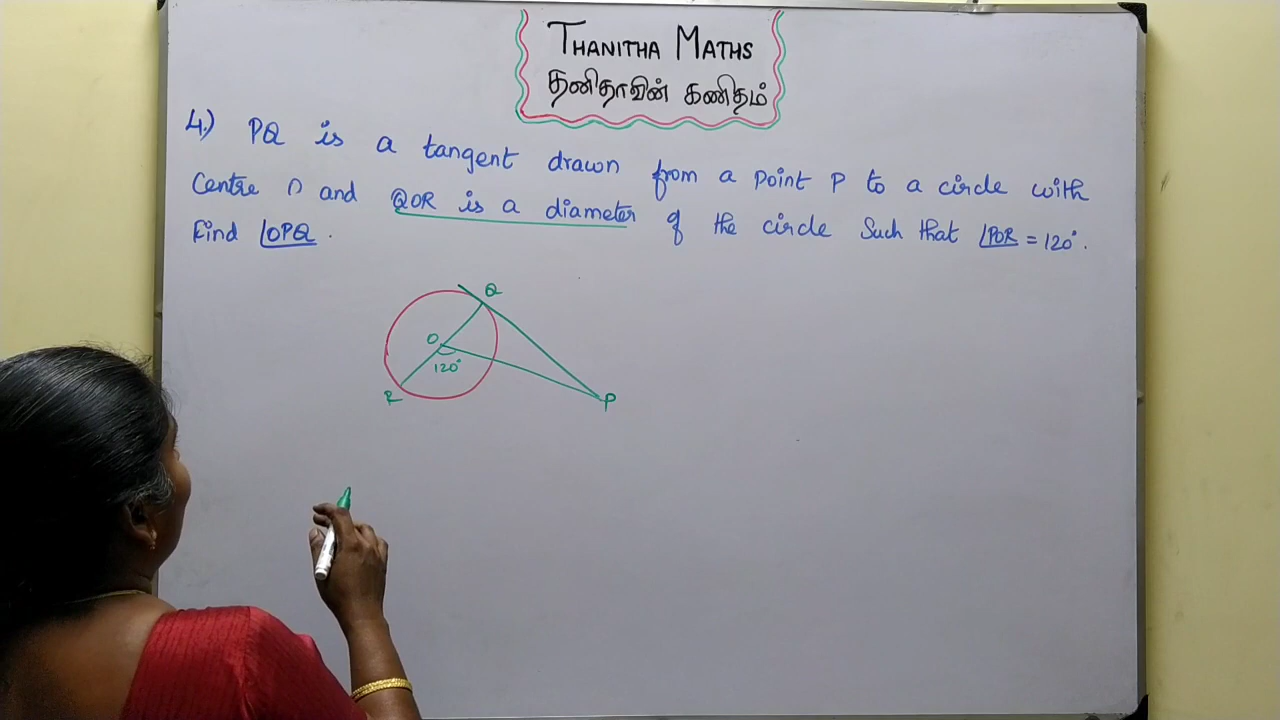 THANITHA MATHS
தனிதாவின் கணிதம்
4.) PQ is a tangent drawn from a point P to a circle with
Centre O and QOR is a diameter of the circle Such that ∠POR = 120°.
Find ∠OPQ.
Q
O
120°
R
P